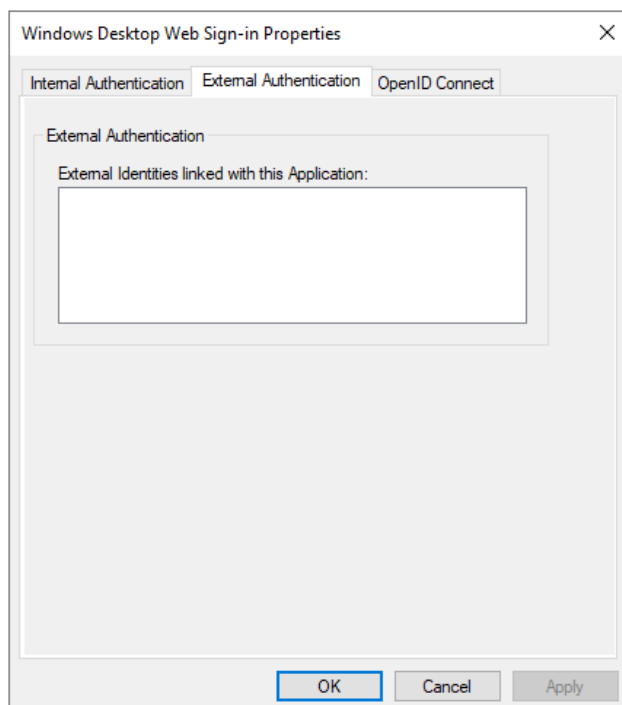 Windows Desktop Web Sign-in Properties
Internal Authentication External Authentication OpenID Connect
External Authentication
External Identities linked with this Application:
OK Cancel Apply